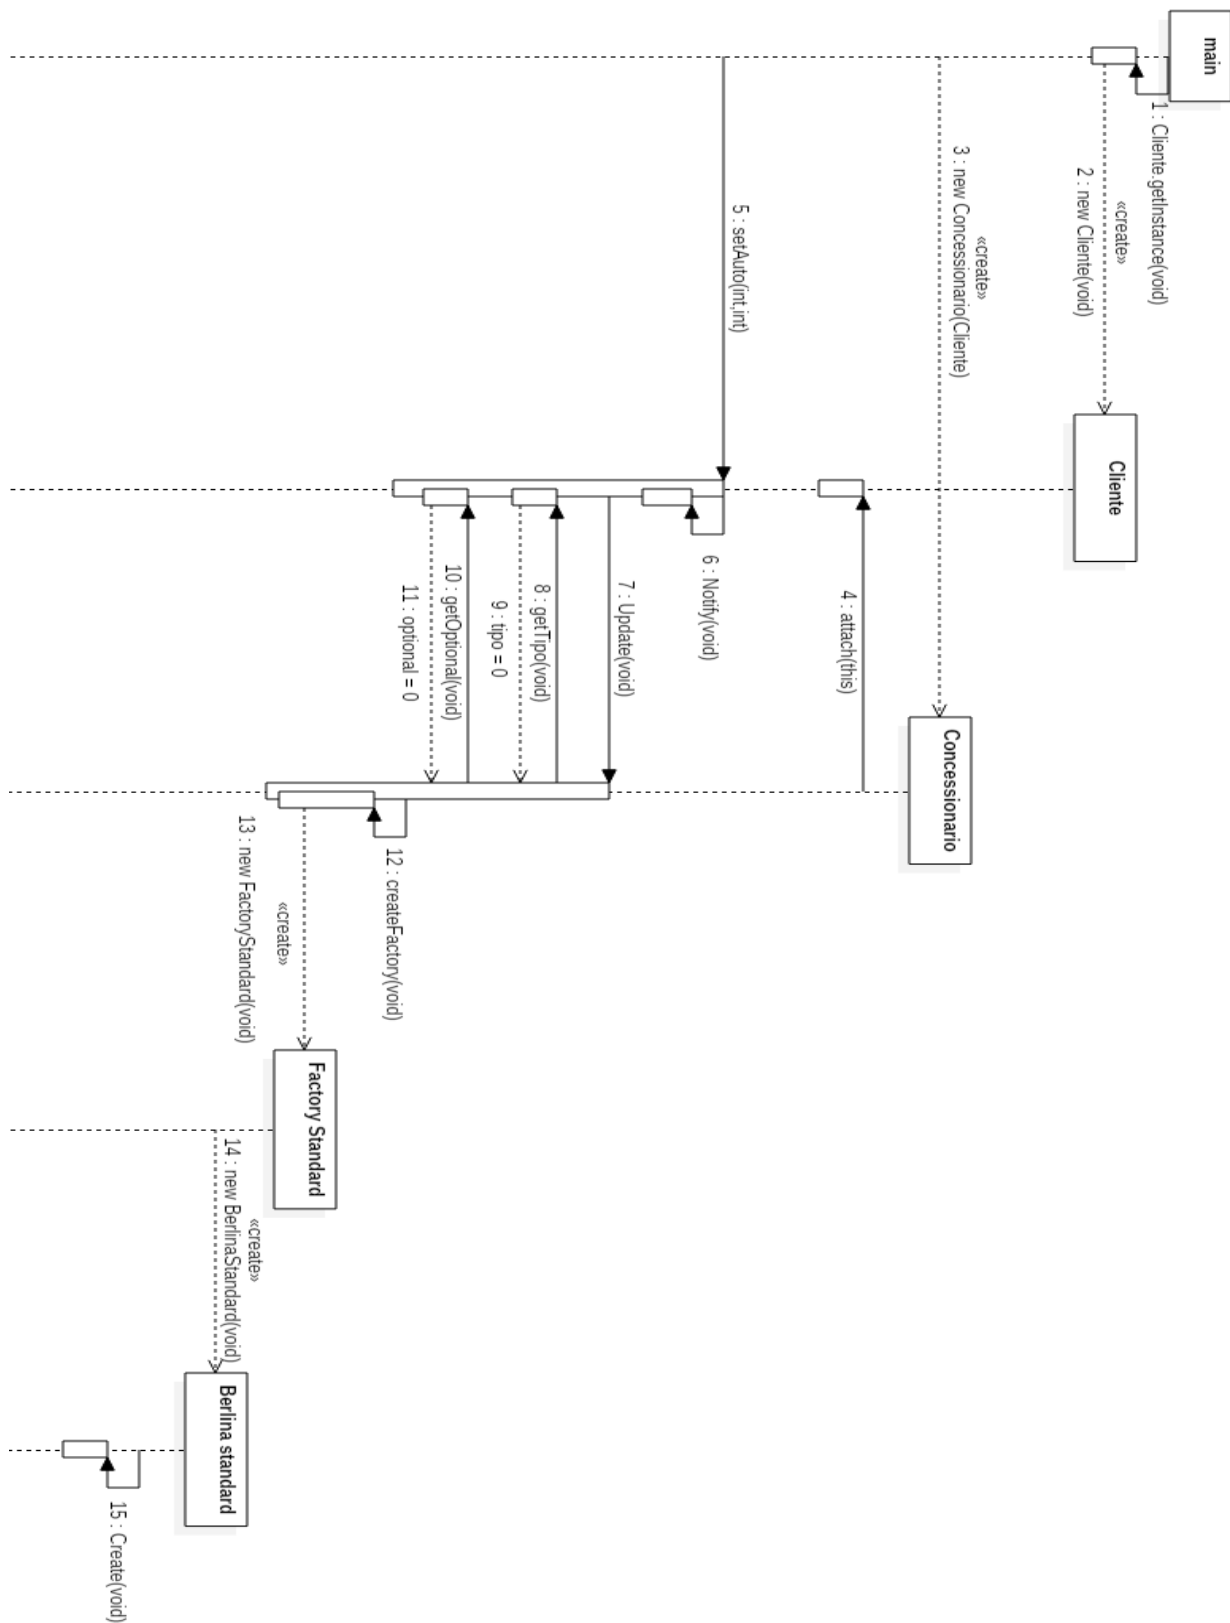 main
1 : Cliente.getInstance(void)
«create»
2 : new Cliente(void)
Cliente
«create»
3 : new Concessionario(Cliente)
Concessionario
4 : attach(this)
5 : setAuto(int,int)
6 : Notify(void)
7 : Update(void)
8 : getTipo(void)
9 : tipo = 0
10 : getOptional(void)
11 : optional = 0
12 : createFactory(void)
«create»
13 : new FactoryStandard(void)
Factory Standard
«create»
14 : new BerlinaStandard(void)
Berlina standard
15 : Create(void)